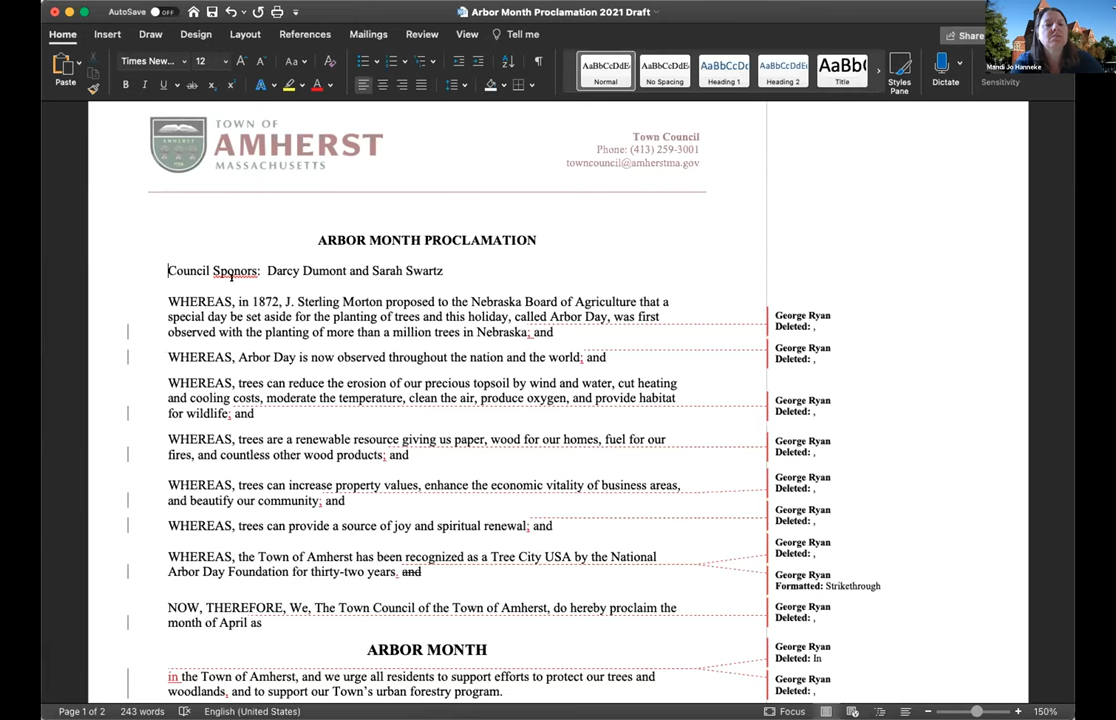 AutoSave OFF
Arbor Month Proclamation 2021 Draft
Home Insert Draw Design Layout References Mailings Review View Tell me Share
Mandi Jo Hanneke
Paste
Times New... 12
AaBbCcDdE AaBbCcDdE AaBbCcDdE AaBbCcDdE AaBb(
Normal No Spacing Heading 1 Heading 2 Title
Styles Pane
Dictate
Sensitivity
TOWN OF
AMHERST
MASSACHUSETTS
Town Council
Phone: (413) 259-3001
towncouncil@amherstma.gov
ARBOR MONTH PROCLAMATION
Council Sponors: Darcy Dumont and Sarah Swartz
WHEREAS, in 1872, J. Sterling Morton proposed to the Nebraska Board of Agriculture that a
special day be set aside for the planting of trees and this holiday, called Arbor Day, was first
observed with the planting of more than a million trees in Nebraska; and
WHEREAS, Arbor Day is now observed throughout the nation and the world; and
WHEREAS, trees can reduce the erosion of our precious topsoil by wind and water, cut heating
and cooling costs, moderate the temperature, clean the air, produce oxygen, and provide habitat
for wildlife; and
WHEREAS, trees are a renewable resource giving us paper, wood for our homes, fuel for our
fires, and countless other wood products; and
WHEREAS, trees can increase property values, enhance the economic vitality of business areas,
and beautify our community; and
WHEREAS, trees can provide a source of joy and spiritual renewal; and
WHEREAS, the Town of Amherst has been recognized as a Tree City USA by the National
Arbor Day Foundation for thirty-two years. and
NOW, THEREFORE, We, The Town Council of the Town of Amherst, do hereby proclaim the
month of April as
ARBOR MONTH
in the Town of Amherst, and we urge all residents to support efforts to protect our trees and
woodlands, and to support our Town's urban forestry program.
George Ryan
Deleted: ,
George Ryan
Deleted: ,
George Ryan
Deleted: ,
George Ryan
Deleted: ,
George Ryan
Deleted: ,
George Ryan
Deleted: ,
George Ryan
Deleted: ,
George Ryan
Formatted: Strikethrough
George Ryan
Deleted: ,
George Ryan
Deleted: In
George Ryan
Deleted: ,
Page 1 of 2 243 words English (United States) Focus 150%